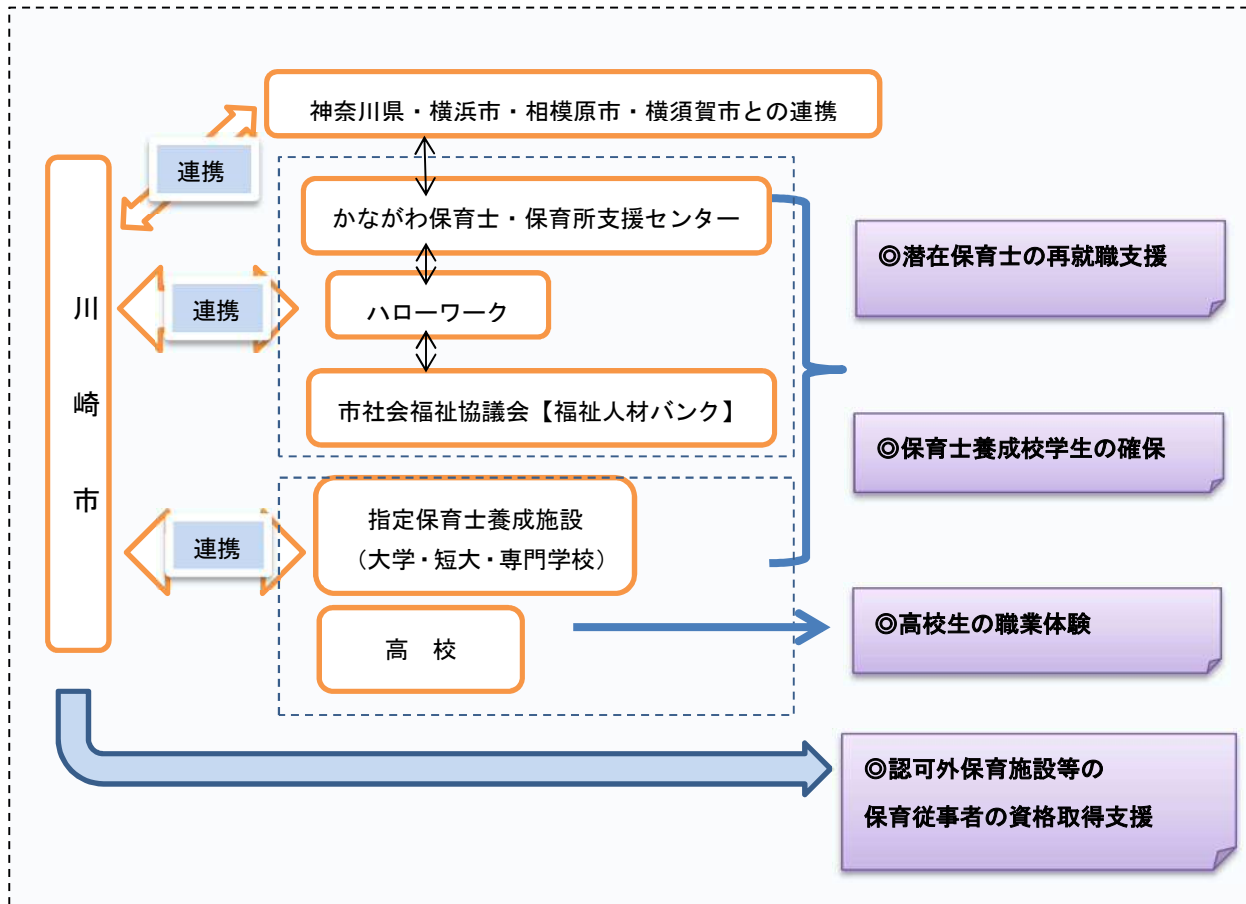 神奈川県・横浜市・相模原市・横須賀市との連携
連携
川崎市
かながわ保育士・保育所支援センター
◎潜在保育士の再就職支援
連携
ハローワーク
市社会福祉協議会【福祉人材バンク】
◎保育士養成校学生の確保
連携
指定保育士養成施設
（大学・短大・専門学校）
◎高校生の職業体験
高　校
◎認可外保育施設等の
保育従事者の資格取得支援